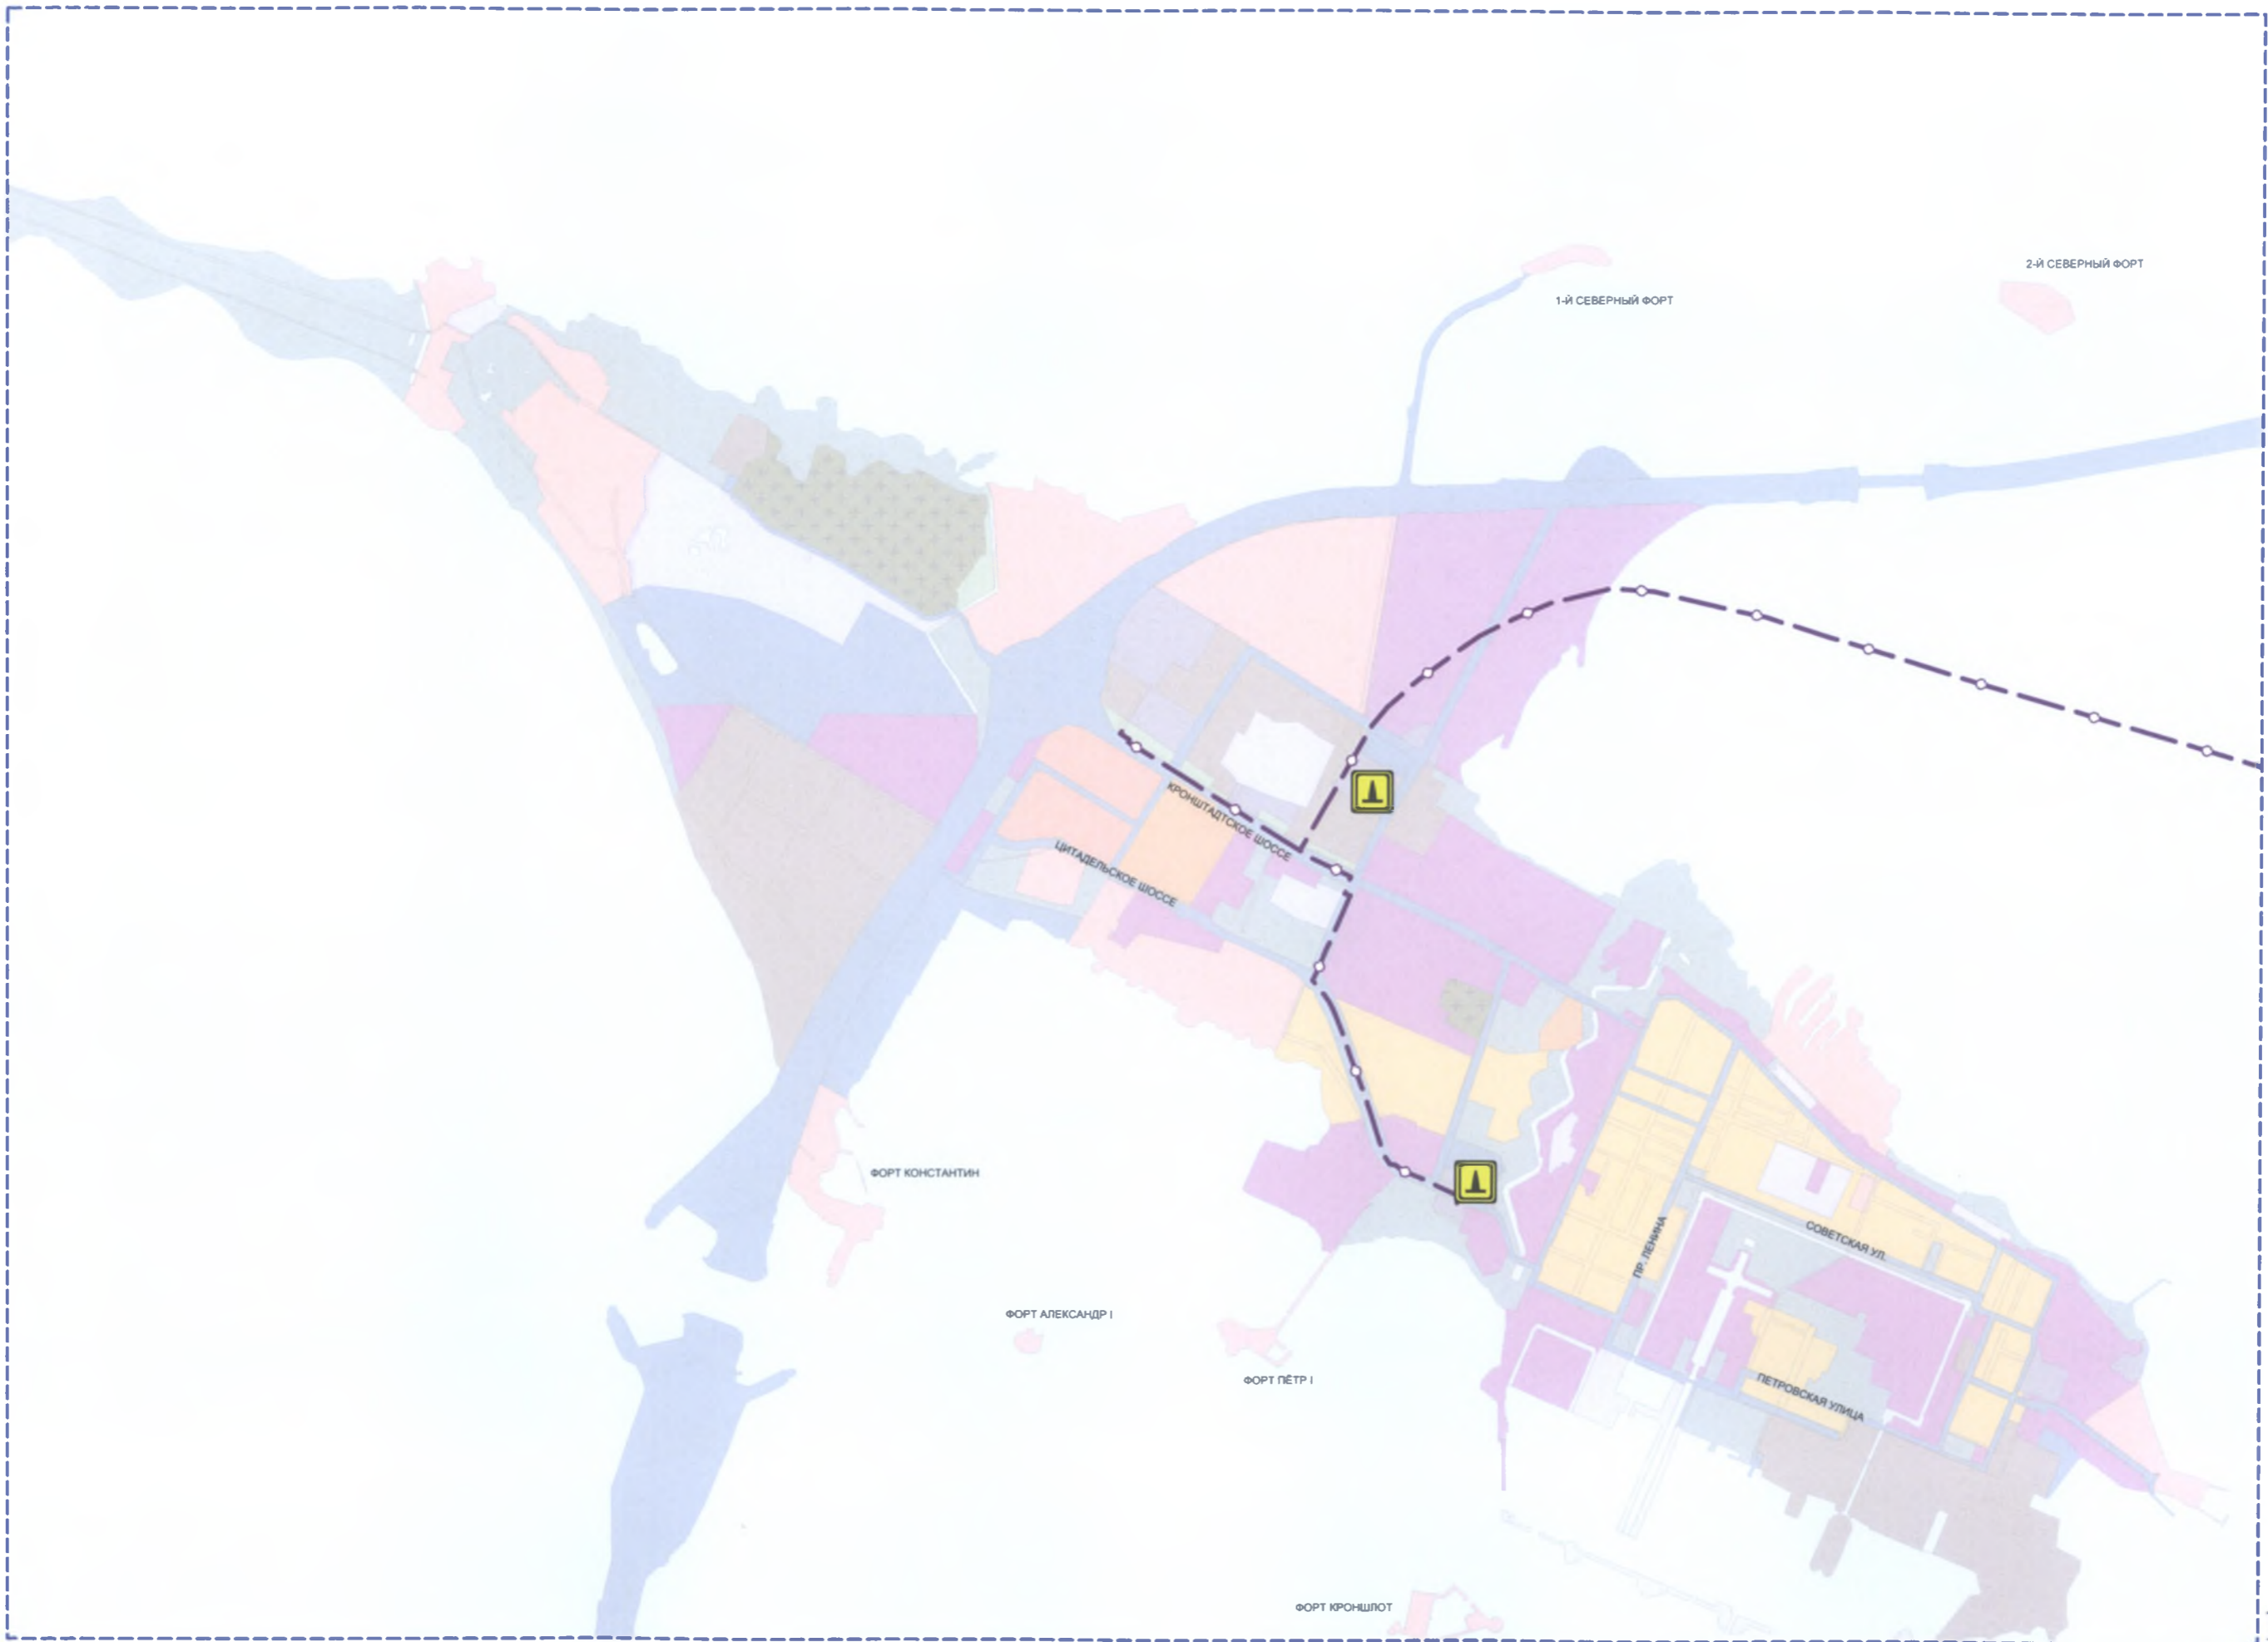 2-Й СЕВЕРНЫЙ ФОРТ
1-Й СЕВЕРНЫЙ ФОРТ
КРОНШТАДТСКОЕ ШОССЕ
ЦИТАДЕЛЬСКОЕ ШОССЕ
ФОРТ КОНСТАНТИН
ПР. ЛЕНИНА
СОВЕТСКАЯ УЛ.
ФОРТ АЛЕКСАНДР I
ФОРТ ПЁТР I
ПЕТРОВСКАЯ УЛИЦА
ФОРТ КРОНШЛОТ